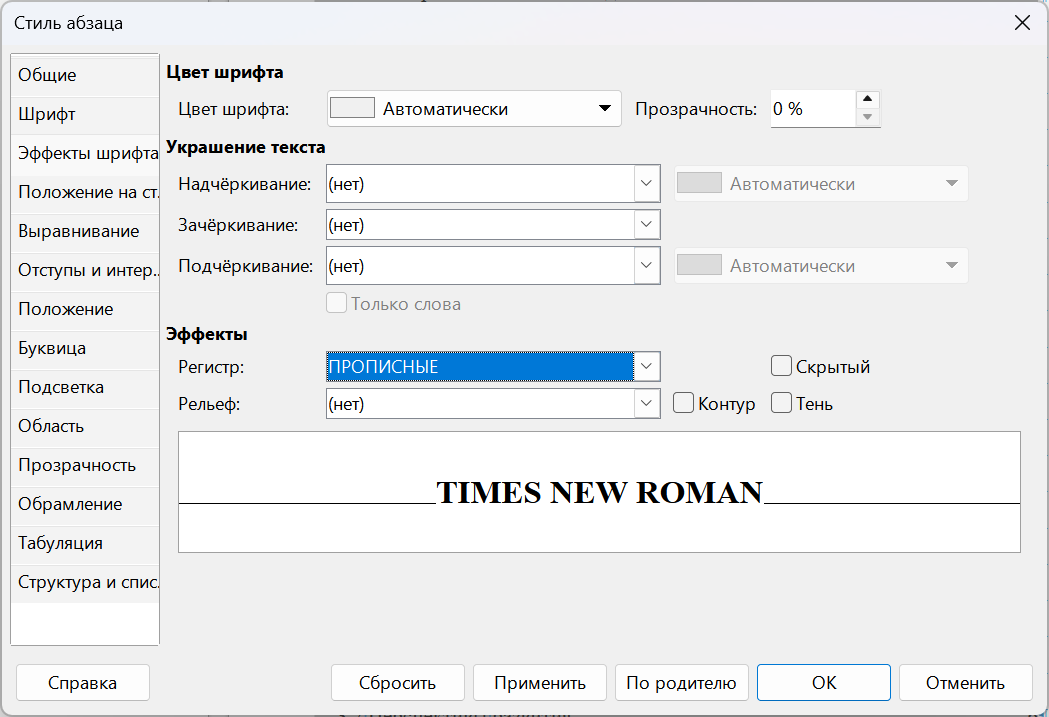 Стиль абзаца
Общие
Шрифт
Эффекты шрифта
Положение на ст.
Выравнивание
Отступы и интер..
Положение
Буквица
Подсветка
Область
Прозрачность
Обрамление
Табуляция
Структура и спис.
Цвет шрифта
Цвет шрифта: Автоматически Прозрачность: 0 %
Украшение текста
Надчёркивание: (нет) Автоматически
Зачёркивание: (нет)
Подчёркивание: (нет) Автоматически
Только слова
Эффекты
Регистр: ПРОПИСНЫЕ Скрытый
Рельеф: (нет) Контур Тень
TIMES NEW ROMAN
Справка Сбросить Применить По родителю ОК Отменить